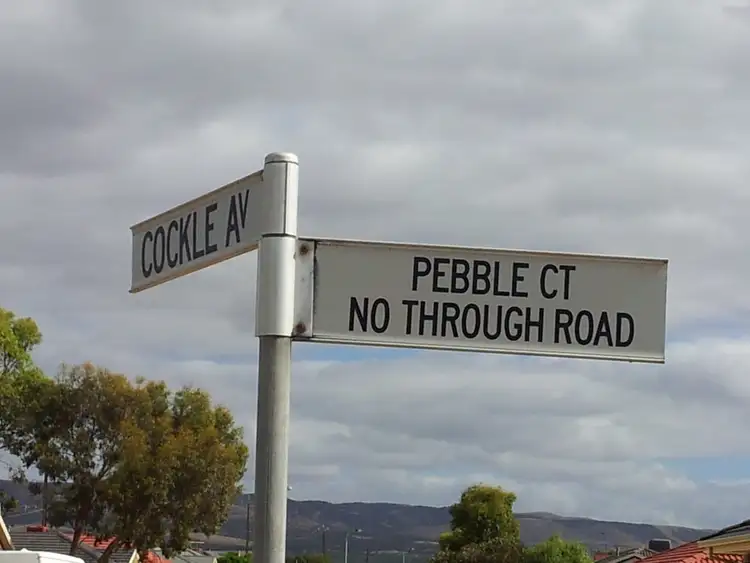 COCKLE AV
PEBBLE CT
NO THROUGH ROAD